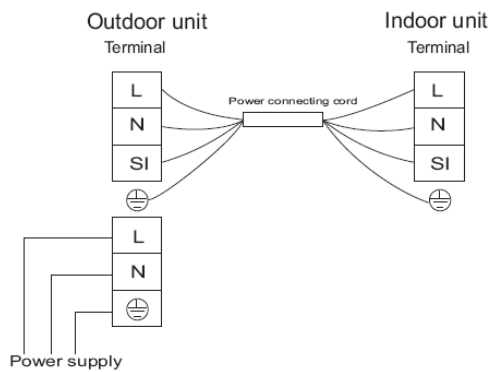 Outdoor unit
Terminal
Indoor unit
Terminal
Power connecting cord
L
N
SI
L
N
SI
L
N
Power supply